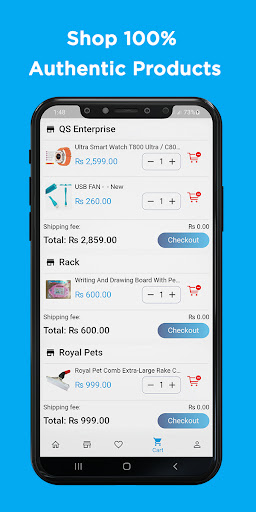 Shop 100%
Authentic Products
1:48
73%
QS Enterprise
Ultra Smart Watch T800 Ultra / C80...
Rs 2,599.00
− 1 +
USB FAN - - New
Rs 260.00
− 1 +
Shipping fee: Rs 0.00
Total: Rs 2,859.00 Checkout
Rack
Writing And Drawing Board With Pe...
Rs 600.00
− 1 +
Shipping fee: Rs 0.00
Total: Rs 600.00 Checkout
Royal Pets
Royal Pet Comb Extra-Large Rake C...
Rs 999.00
− 1 +
Shipping fee: Rs 0.00
Total: Rs 999.00 Checkout
Cart